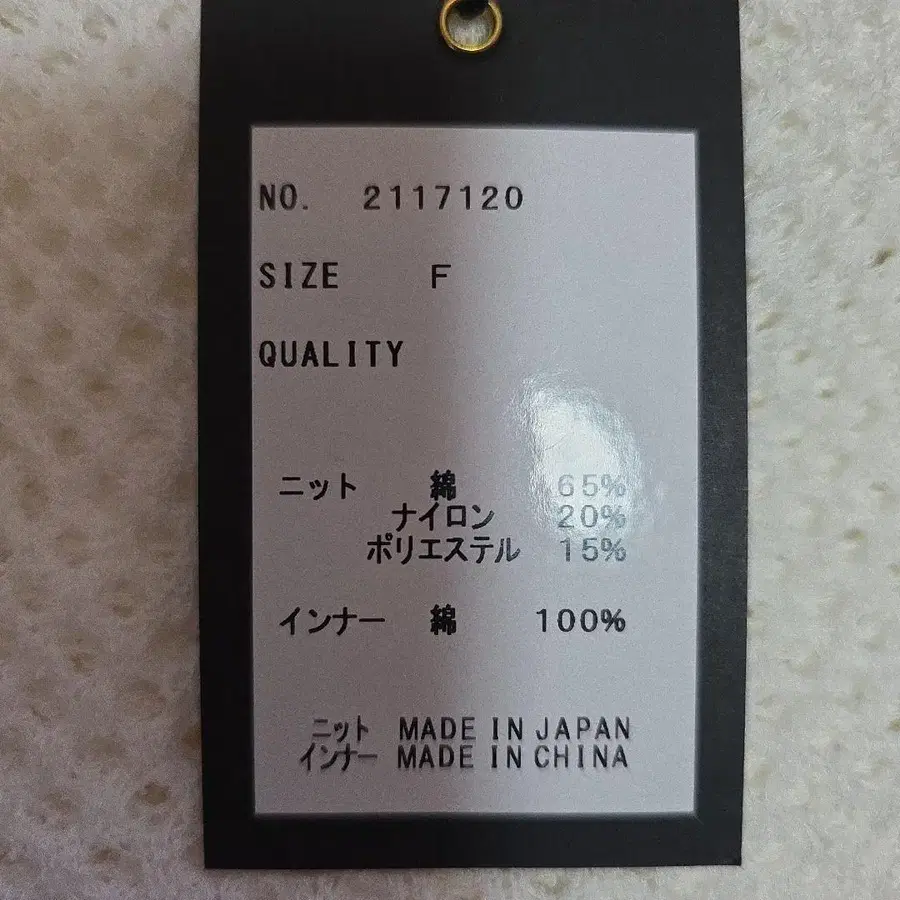 NO. 2117120
SIZE F
QUALITY
ニット 綿 65%
ナイロン 20%
ポリエステル 15%
インナー 綿 100%
ニット MADE IN JAPAN
インナー MADE IN CHINA